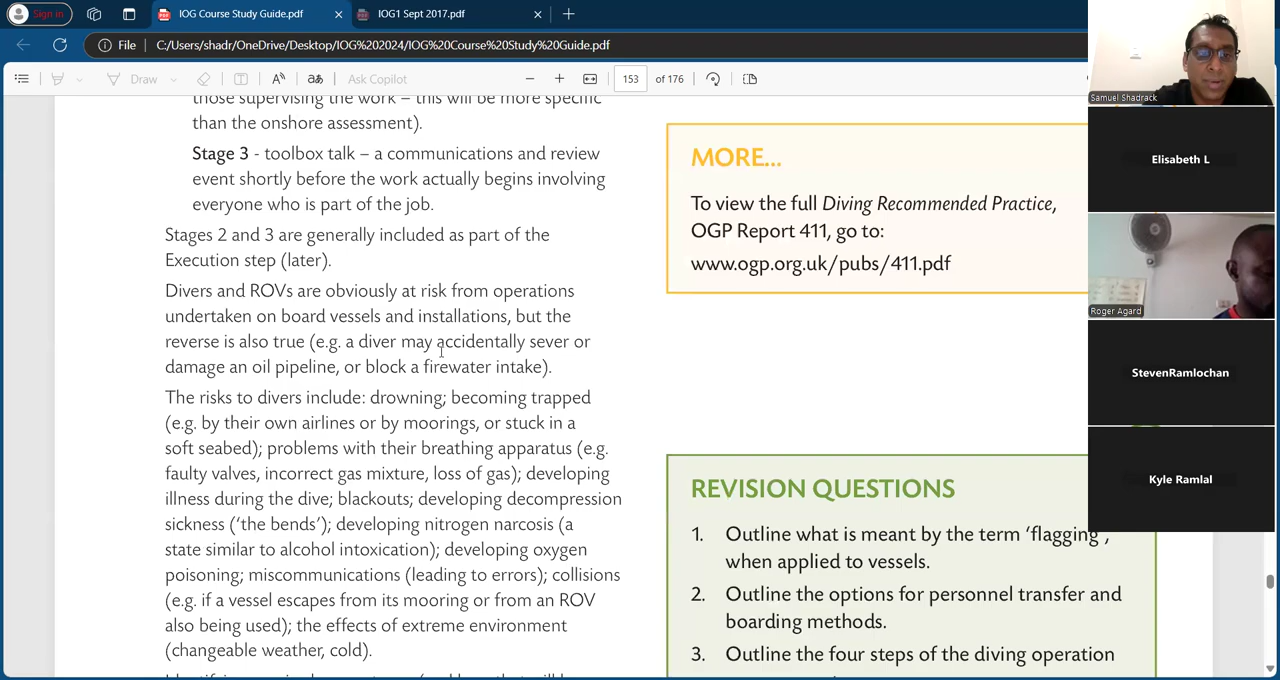 Sign in
IOG Course Study Guide.pdf
IOG1 Sept 2017.pdf
File
C:/Users/shadr/OneDrive/Desktop/IOG%202024/IOG%20Course%20Study%20Guide.pdf
Draw
Ask Copilot
153 of 176
those supervising the work – this will be more specific
than the onshore assessment).
Stage 3 - toolbox talk – a communications and review
event shortly before the work actually begins involving
everyone who is part of the job.
Stages 2 and 3 are generally included as part of the
Execution step (later).
Divers and ROVs are obviously at risk from operations
undertaken on board vessels and installations, but the
reverse is also true (e.g. a diver may accidentally sever or
damage an oil pipeline, or block a firewater intake).
The risks to divers include: drowning; becoming trapped
(e.g. by their own airlines or by moorings, or stuck in a
soft seabed); problems with their breathing apparatus (e.g.
faulty valves, incorrect gas mixture, loss of gas); developing
illness during the dive; blackouts; developing decompression
sickness (‘the bends’); developing nitrogen narcosis (a
state similar to alcohol intoxication); developing oxygen
poisoning; miscommunications (leading to errors); collisions
(e.g. if a vessel escapes from its mooring or from an ROV
also being used); the effects of extreme environment
(changeable weather, cold).
MORE...
To view the full Diving Recommended Practice,
OGP Report 411, go to:
www.ogp.org.uk/pubs/411.pdf
REVISION QUESTIONS
1. Outline what is meant by the term ‘flagging’,
when applied to vessels.
2. Outline the options for personnel transfer and
boarding methods.
3. Outline the four steps of the diving operation
Samuel Shadrack
Elisabeth L
Roger Agard
StevenRamlochan
Kyle Ramlal